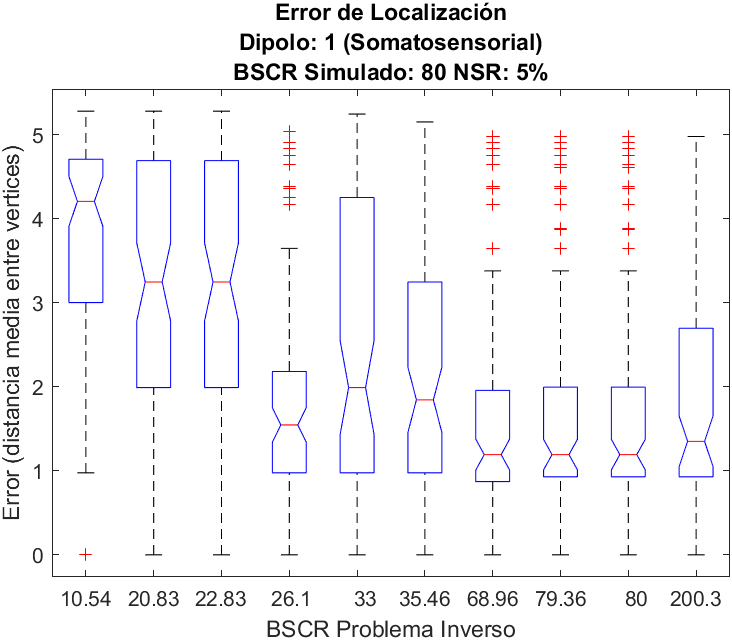 Error de Localización
Dipolo: 1 (Somatosensorial)
BSCR Simulado: 80 NSR: 5%
Error (distancia media entre vertices)
5
4
3
2
1
0
10.54 20.83 22.83 26.1 33 35.46 68.96 79.36 80 200.3
BSCR Problema Inverso